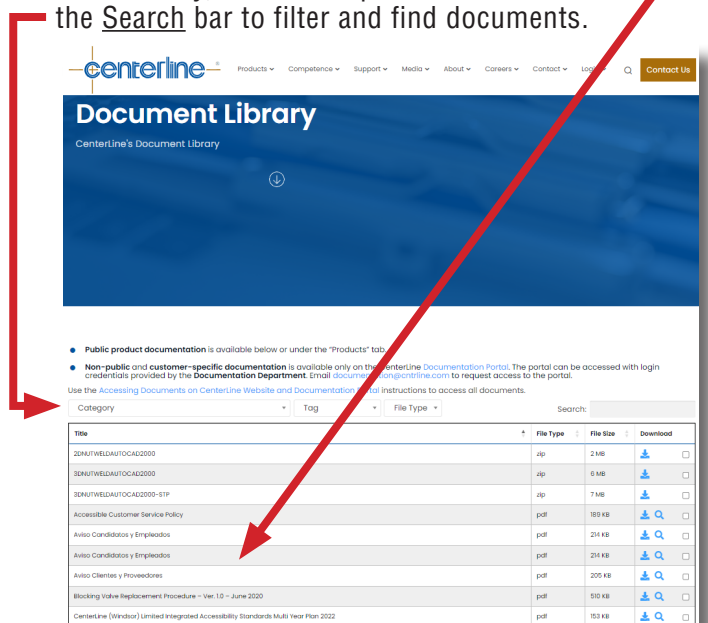 the Search bar to filter and find documents.
centerline
Products Competence Support Media About Careers Contact Contact Us
Document Library
CenterLine's Document Library
Public product documentation is available below or under the "Products" tab.
Non-public and customer-specific documentation is available only on the CenterLine Documentation Portal. The portal can be accessed with login
credentials provided by the Documentation Department. Email documentation@cntrline.com to request access to the portal.
Use the Accessing Documents on CenterLine Website and Documentation Portal instructions to access all documents.
Category Tag File Type Search:
Title File Type File Size Download
2DNUTWELDAUTOCAD2000 zip 2 MB
3DNUTWELDAUTOCAD2000 zip 6 MB
3DNUTWELDAUTOCAD2000-STP zip 7 MB
Accessible Customer Service Policy pdf 189 KB
Aviso Candidatos y Empleados pdf 214 KB
Aviso Candidatos y Empleados pdf 214 KB
Aviso Clientes y Proveedores pdf 205 KB
Blocking Valve Replacement Procedure – Ver. 1.0 – June 2020 pdf 510 KB
CenterLine (Windsor) Limited Integrated Accessibility Standards Multi Year Plan 2022 pdf 153 KB